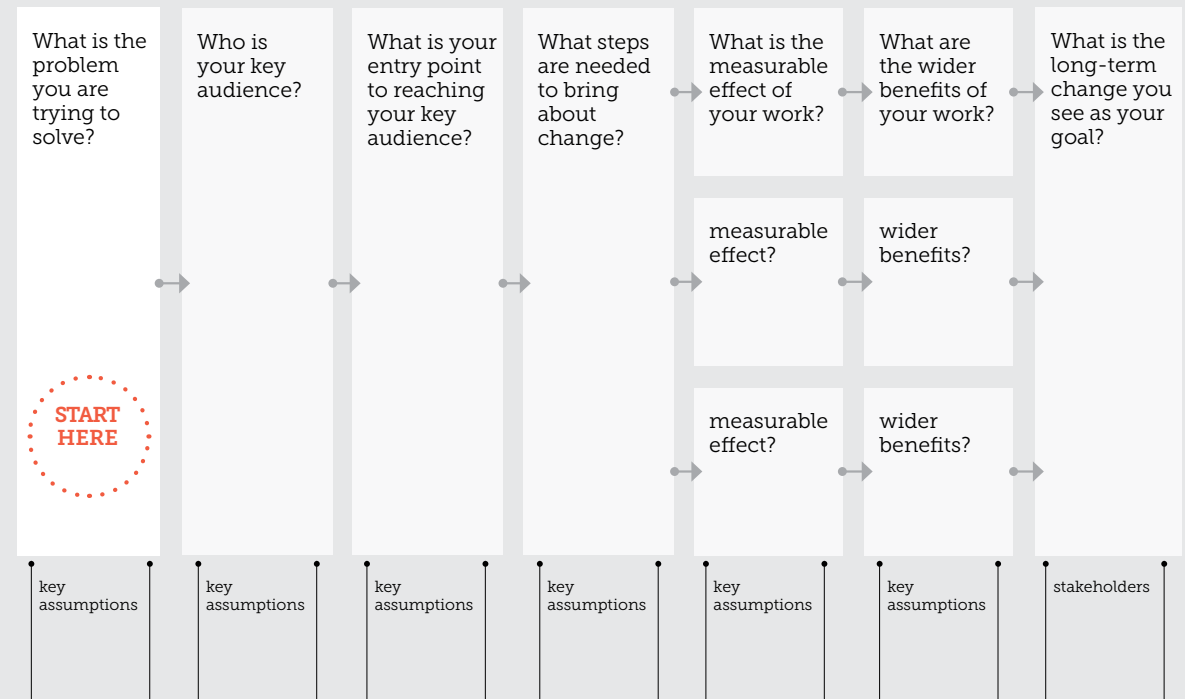 What is the
problem
you are
trying to
solve?
START
HERE
Who is
your key
audience?
What is your
entry point
to reaching
your key
audience?
What steps
are needed
to bring
about
change?
What is the
measurable
effect of
your work?
What are
the wider
benefits of
your work?
measurable
effect?
wider
benefits?
measurable
effect?
wider
benefits?
What is the
long-term
change you
see as your
goal?
key
assumptions
key
assumptions
key
assumptions
key
assumptions
key
assumptions
key
assumptions
stakeholders